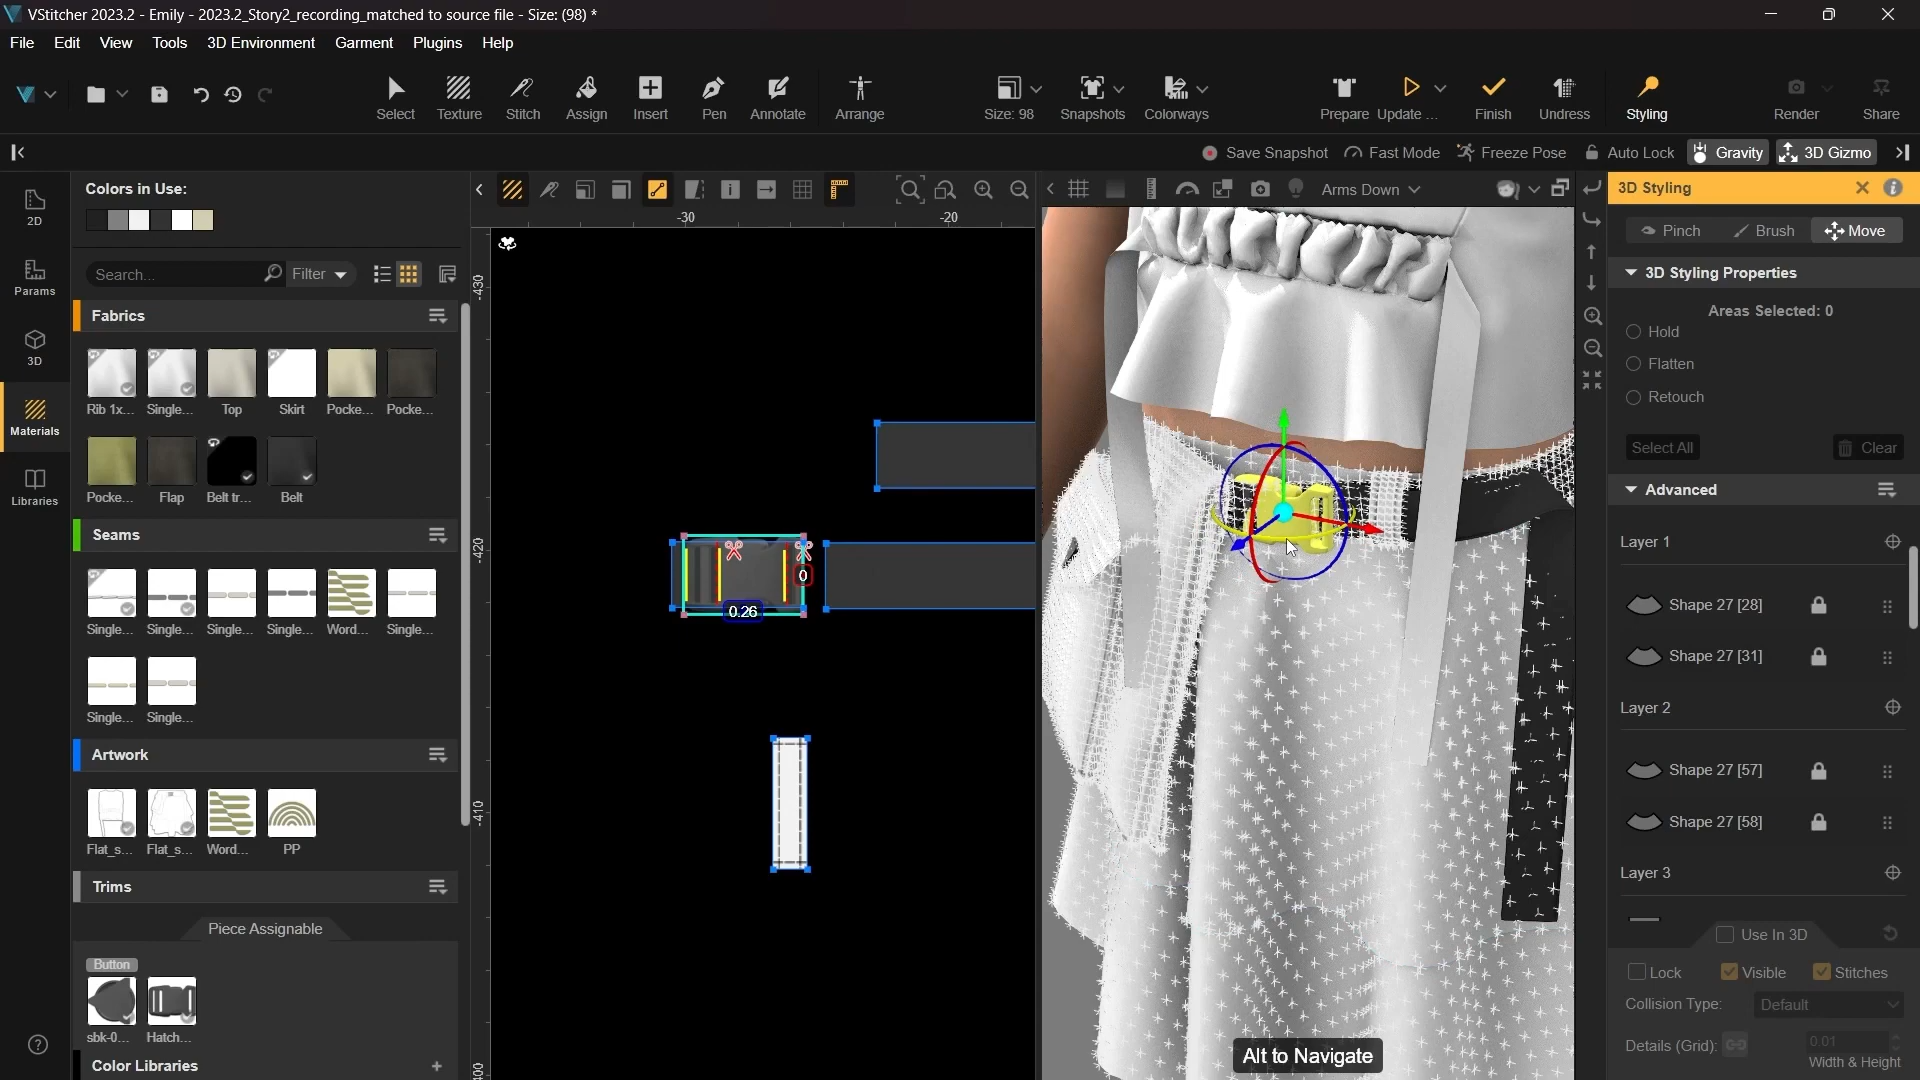 VStitcher 2023.2 - Emily - 2023.2_Story2_recording_matched to source file - Size: (98) *
File Edit View Tools 3D Environment Garment Plugins Help
Select Texture Stitch Assign Insert Pen Annotate Arrange Size: 98 Snapshots Colorways Prepare Update ... Finish Undress Styling Render Share
Save Snapshot Fast Mode Freeze Pose Auto Lock Gravity 3D Gizmo
2D
Params
3D
Materials
Libraries
Colors in Use:
Search... Filter
Fabrics
Rib 1x... Single... Top Skirt Pocke... Pocke...
Pocke... Flap Belt tr... Belt
Seams
Single... Single... Single... Single... Word... Single...
Single... Single...
Artwork
Flat_s... Flat_s... Word... PP
Trims
Piece Assignable
Button
sbk-0... Hatch...
Color Libraries +
-30 -20
-430
-420
-410
0
0.26
Arms Down
Alt to Navigate
3D Styling
Pinch Brush Move
3D Styling Properties
Areas Selected: 0
Hold
Flatten
Retouch
Select All Clear
Advanced
Layer 1
Shape 27 [28]
Shape 27 [31]
Layer 2
Shape 27 [57]
Shape 27 [58]
Layer 3
Use In 3D
Lock Visible Stitches
Collision Type: Default
Details (Grid): 0.01
Width & Height